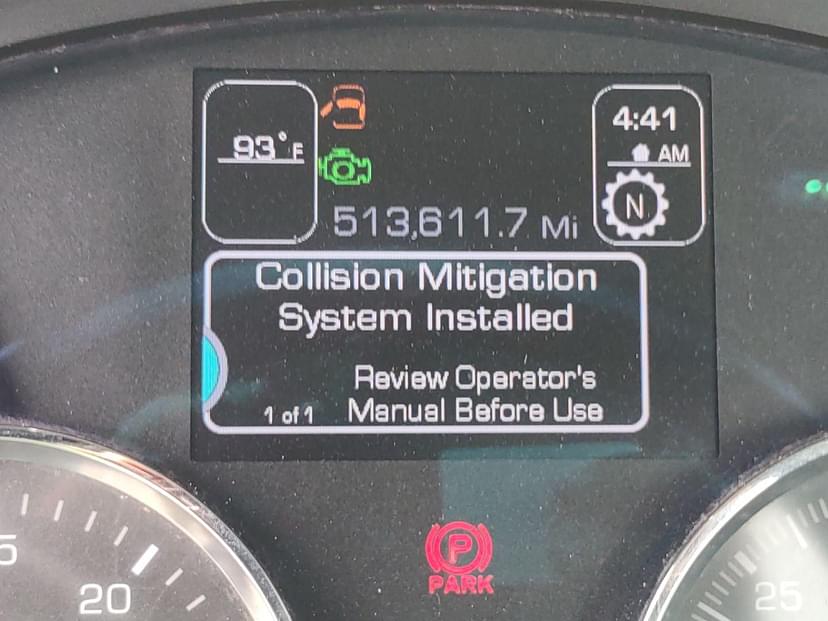 93°F
4:41
AM
N
513,611.7 Mi
Collision Mitigation
System Installed
Review Operator's
1 of 1 Manual Before Use
P
PARK
5
20
25